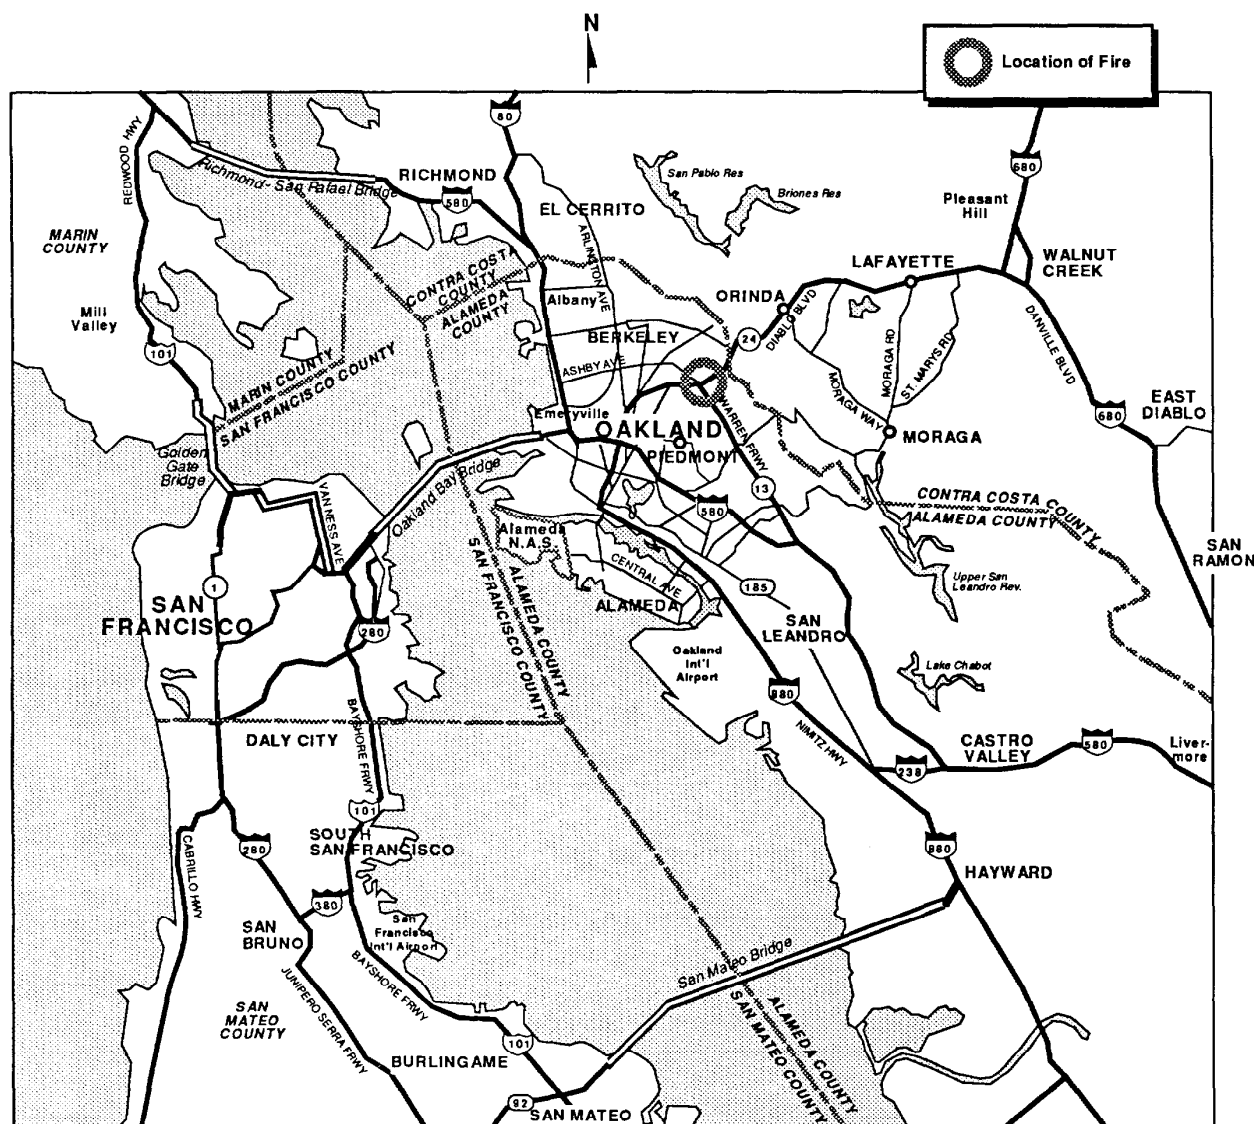 N
Location of Fire
REDWOOD HWY
80
Richmond - San Rafael Bridge
RICHMOND
580
San Pablo Res
Briones Res
680
Pleasant
Hill
EL CERRITO
ARLINGTON AVE
MARIN
COUNTY
CONTRA COSTA
COUNTY
ALAMEDA
COUNTY
LAFAYETTE
WALNUT
CREEK
Albany
ORINDA
Mill
Valley
BERKELEY
DIABLO BLVD
24
DANVILLE BLVD
101
MARIN COUNTY
SAN FRANCISCO COUNTY
ASHBY AVE
MORAGA RD
ST. MARYS RD
MORAGA WAY
WARREN FRWY
EAST
DIABLO
680
Emeryville
OAKLAND
PIEDMONT
MORAGA
Golden
Gate
Bridge
Oakland Bay Bridge
VAN NESS AVE
13
580
CONTRA COSTA COUNTY
ALAMEDA COUNTY
Alameda
N.A.S.
SAN
RAMON
CENTRAL AVE
ALAMEDA
185
Upper San
Leandro Rev.
1
SAN
FRANCISCO
280
SAN
LEANDRO
ALAMEDA COUNTY
SAN FRANCISCO COUNTY
Oakland
Int'l
Airport
Lake Chabot
880
BAYSHORE FRWY
NIMITZ HWY
DALY CITY
CASTRO
VALLEY
580
Liver-
more
238
101
SOUTH
SAN FRANCISCO
280
CABRILLO HWY
880
HAYWARD
380
SAN
BRUNO
San
Francisco
Int'l Airport
San Mateo Bridge
BAYSHORE FRWY
JUNIPERO SERRA FRWY
SAN
MATEO
COUNTY
ALAMEDA COUNTY
SAN MATEO COUNTY
101
BURLINGAME
92
SAN MATEO